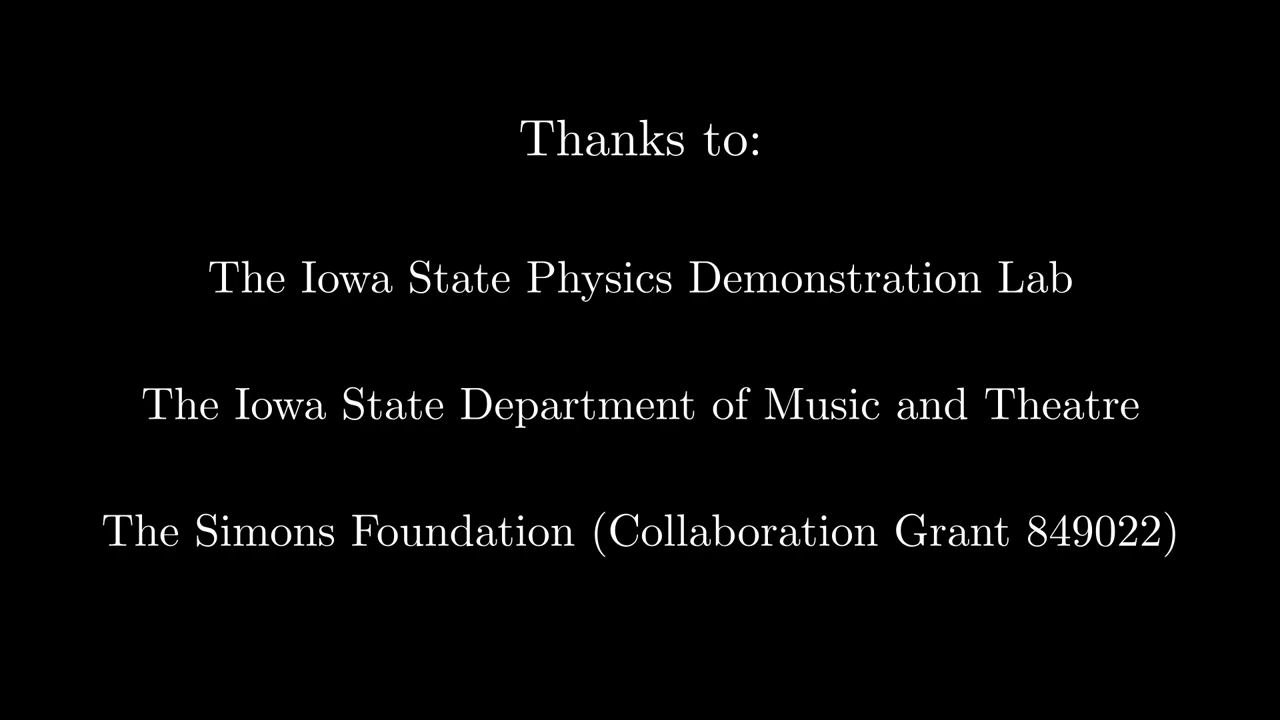 Thanks to:
The Iowa State Physics Demonstration Lab
The Iowa State Department of Music and Theatre
The Simons Foundation (Collaboration Grant 849022)